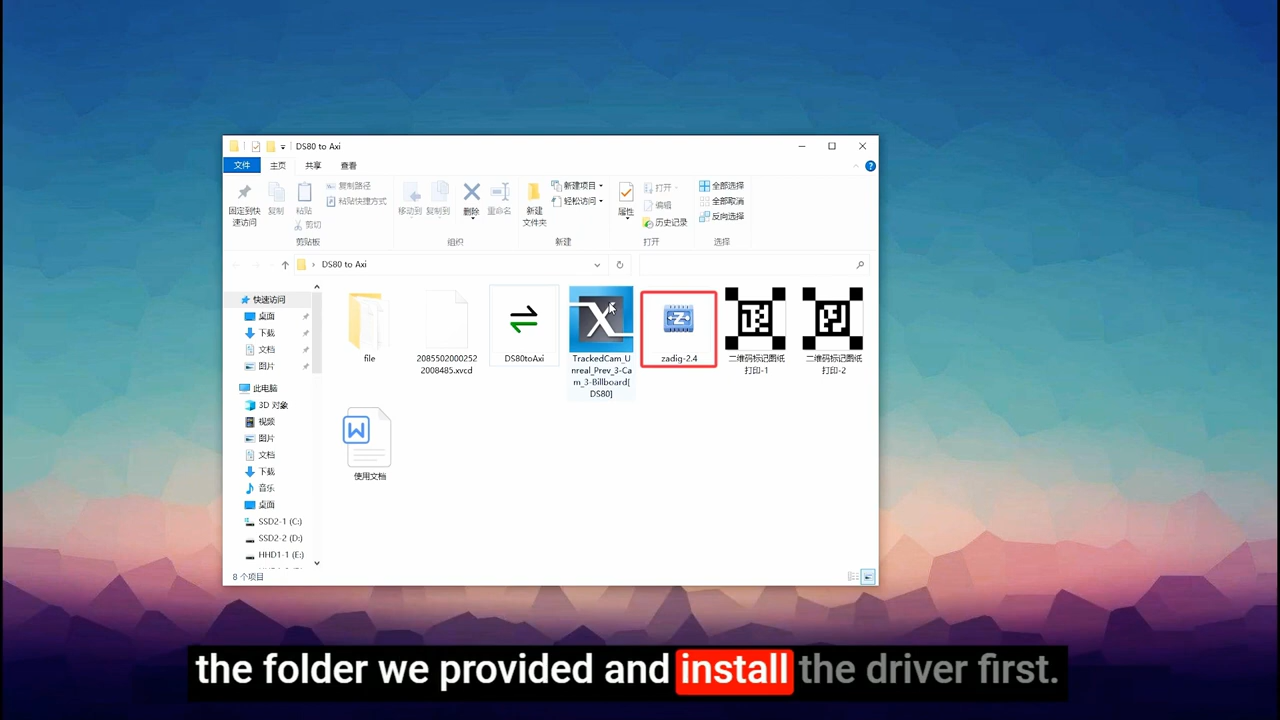 DS80 to Axi
文件 主页 共享 查看
固定到快
速访问
复制
粘贴
复制路径
粘贴快捷方式
剪切
剪贴板
移动到 复制到 删除 重命名
组织
新建
文件夹
新建项目
轻松访问
新建
属性
打开
编辑
历史记录
打开
全部选择
全部取消
反向选择
选择
DS80 to Axi
快速访问
桌面
下载
文档
图片
此电脑
3D 对象
视频
图片
文档
下载
音乐
桌面
SSD2-1 (C:)
SSD2-2 (D:)
HHD1-1 (E:)
file
2085502000252
2008485.xvcd
DS80toAxi
TrackedCam_U
nreal_Prev_3-Ca
m_3-Billboard[
DS80]
zadig-2.4
二维码标记图纸
打印-1
二维码标记图纸
打印-2
使用文档
8 个项目
the folder we provided and install the driver first.